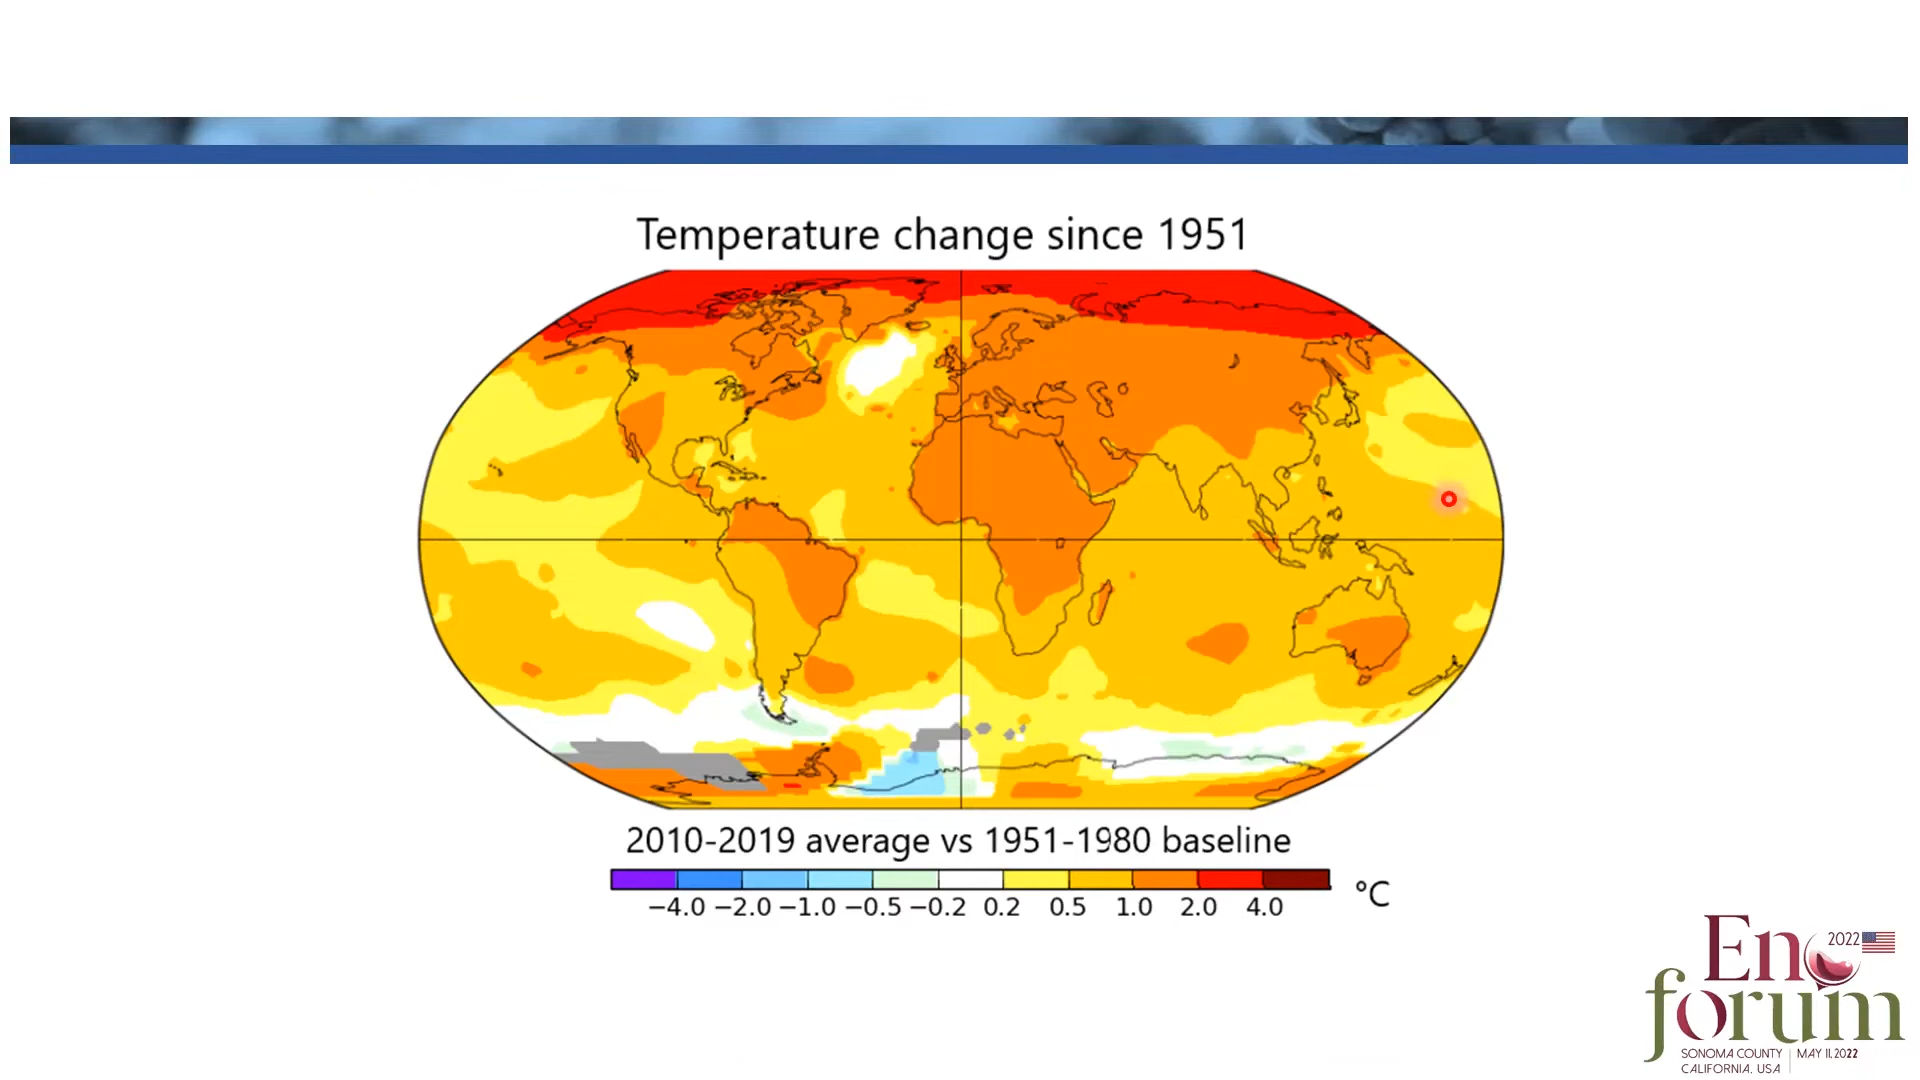 Temperature change since 1951
2010-2019 average vs 1951-1980 baseline
°C
−4.0 −2.0 −1.0 −0.5 −0.2 0.2 0.5 1.0 2.0 4.0
Eno 2022
forum
SONOMA COUNTY | MAY 11, 2022
CALIFORNIA, USA